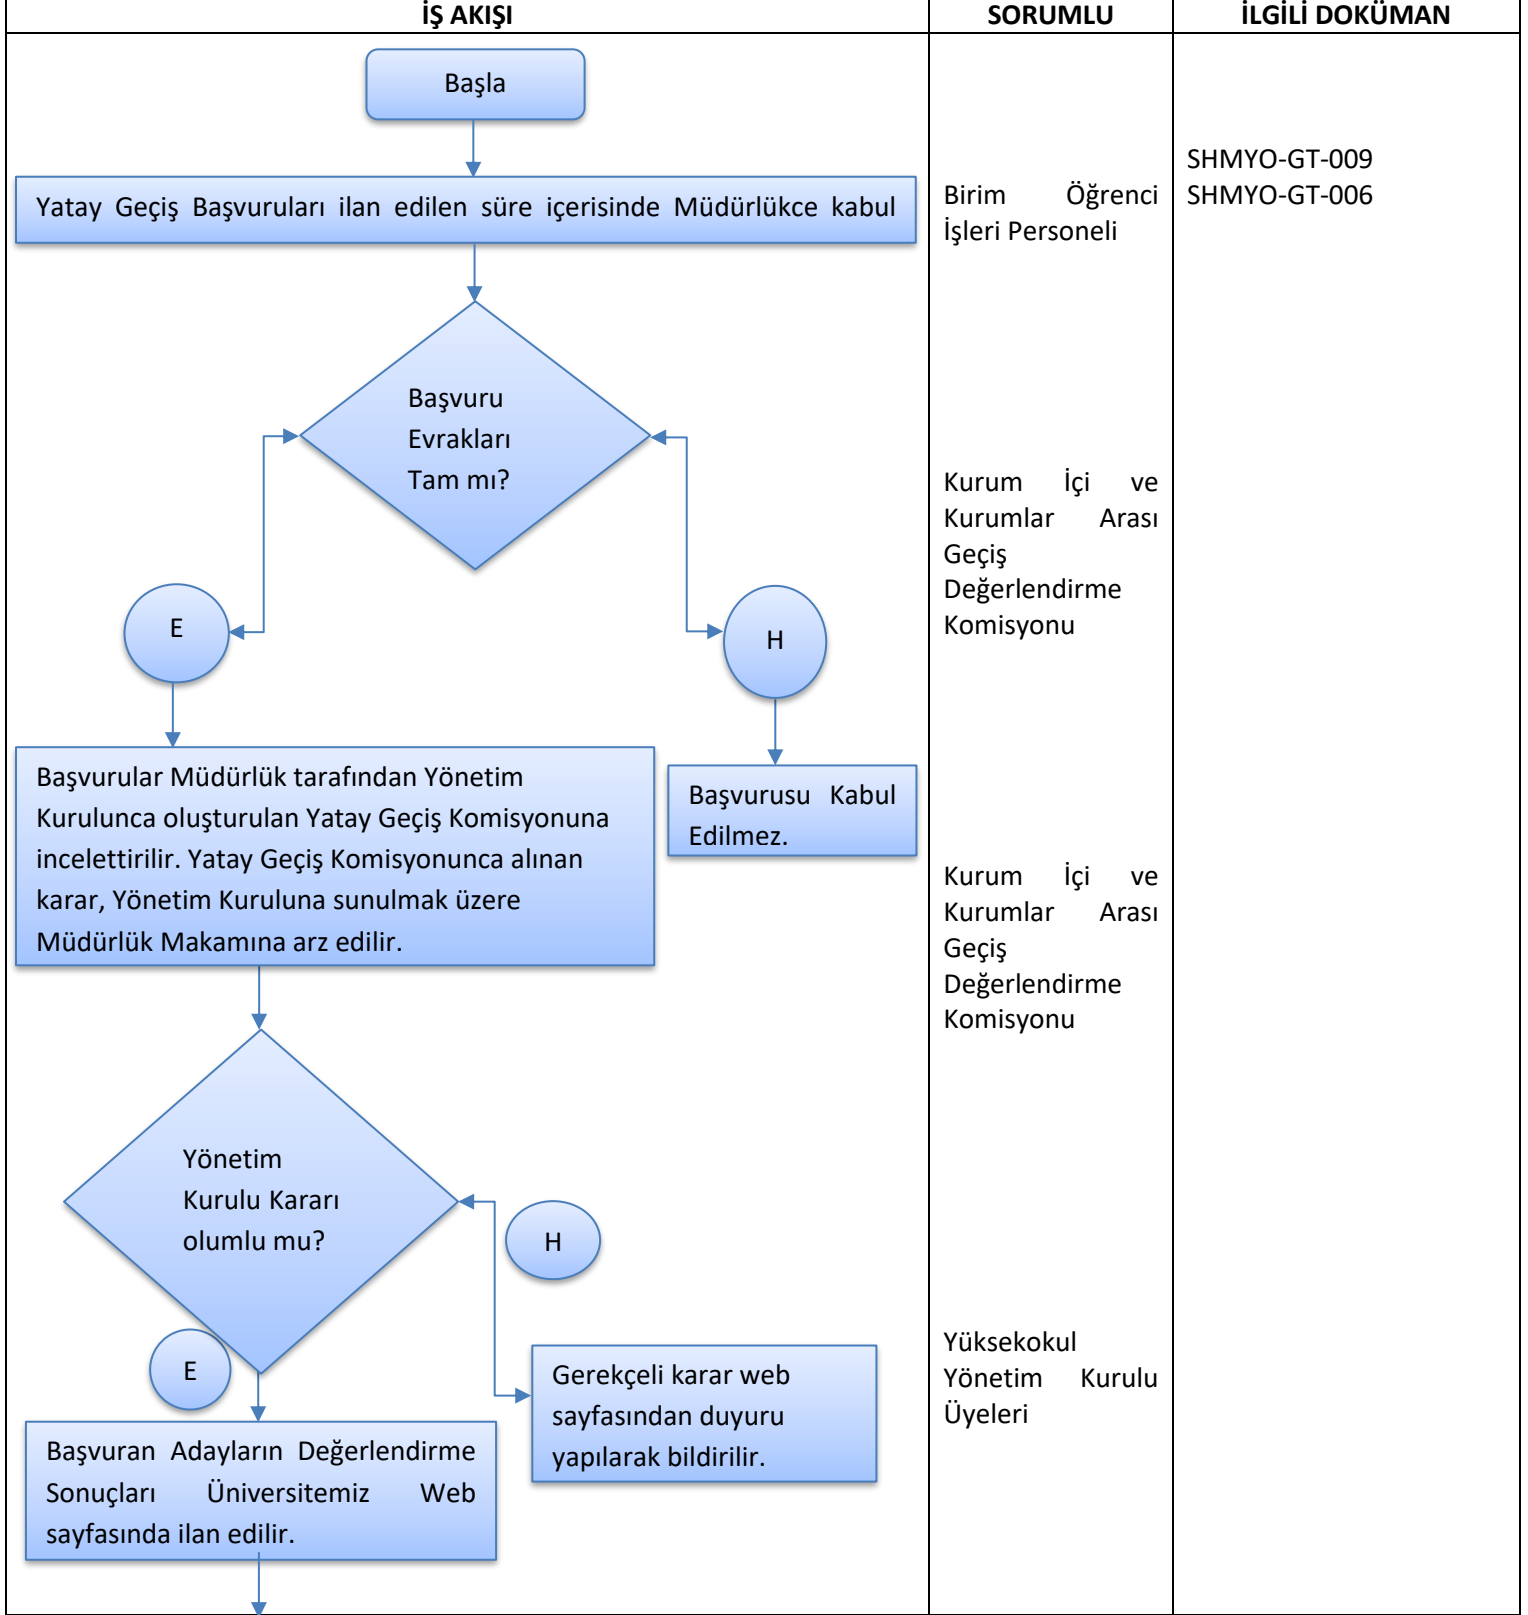 İŞ AKIŞI
SORUMLU
İLGİLİ DOKÜMAN
Başla
Yatay Geçiş Başvuruları ilan edilen süre içerisinde Müdürlükce kabul
Birim Öğrenci
İşleri Personeli
SHMYO-GT-009
SHMYO-GT-006
Başvuru
Evrakları
Tam mı?
Kurum İçi ve
Kurumlar Arası
Geçiş
Değerlendirme
Komisyonu
E
H
Başvurular Müdürlük tarafından Yönetim
Kurulunca oluşturulan Yatay Geçiş Komisyonuna
incelettirilir. Yatay Geçiş Komisyonunca alınan
karar, Yönetim Kuruluna sunulmak üzere
Müdürlük Makamına arz edilir.
Başvurusu Kabul
Edilmez.
Kurum İçi ve
Kurumlar Arası
Geçiş
Değerlendirme
Komisyonu
Yönetim
Kurulu Kararı
olumlu mu?
H
E
Gerekçeli karar web
sayfasından duyuru
yapılarak bildirilir.
Yüksekokul
Yönetim Kurulu
Üyeleri
Başvuran Adayların Değerlendirme
Sonuçları Üniversitemiz Web
sayfasında ilan edilir.